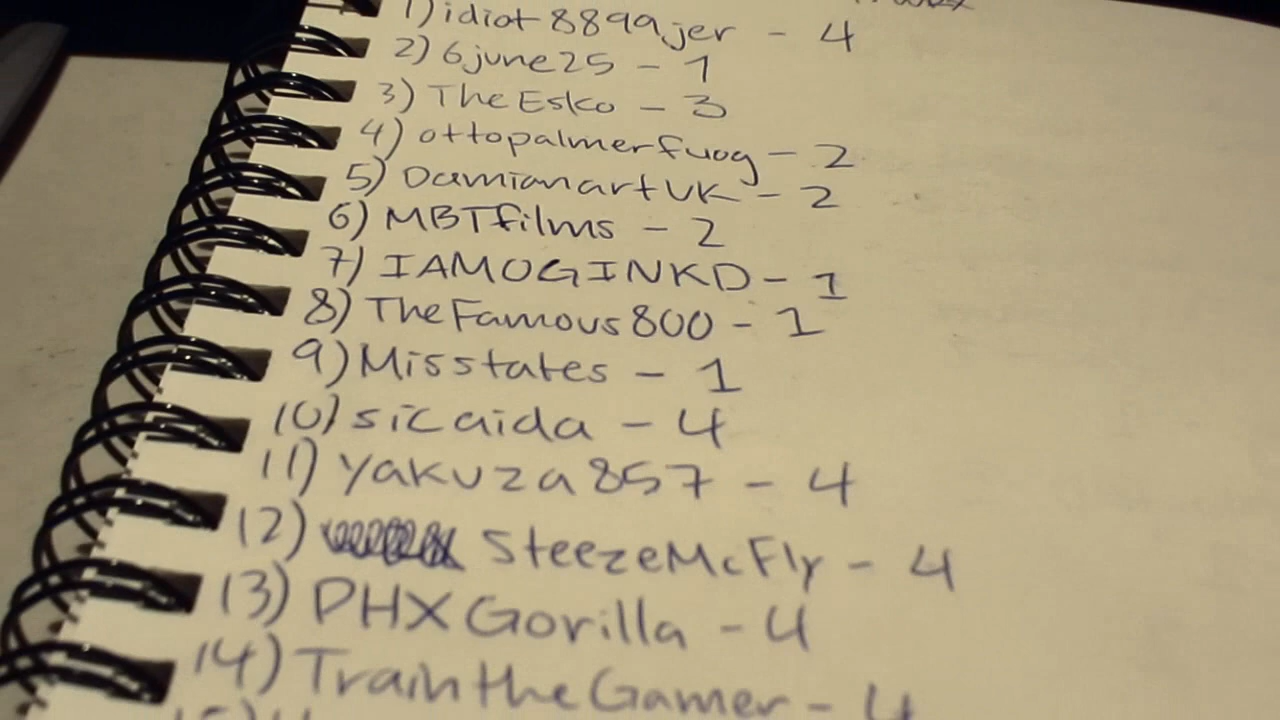 1) idiot8899jer - 4
2) 6june25 - 1
3) TheEsko - 3
4) ottopalmerfuog - 2
5) DamianartUK - 2
6) MBTfilms - 2
7) IAMOGINKD - 1
8) TheFamous800 - 1
9) Misstates - 1
10) sicaida - 4
11) yakuza857 - 4
12) SteezeMcFly - 4
13) PHXGorilla - 4
14) TraintheGamer - 4